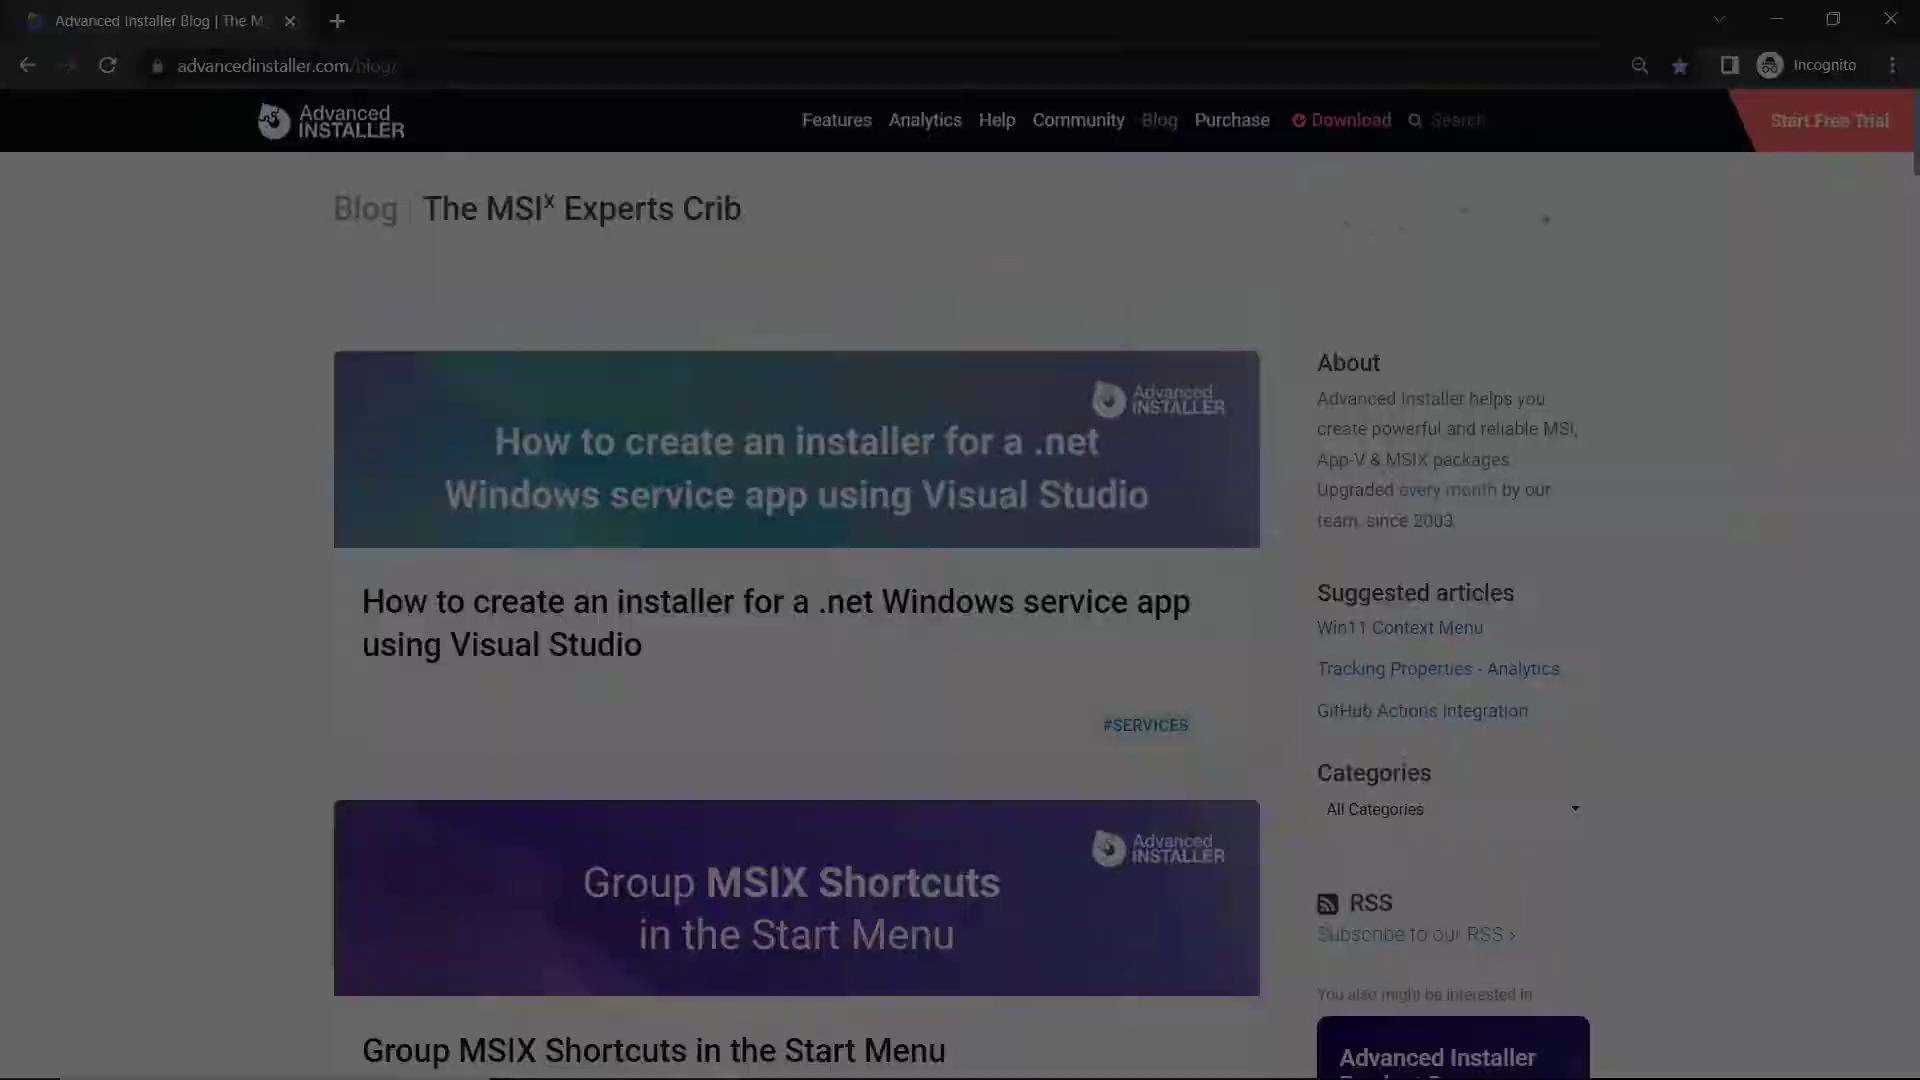 Advanced Installer Blog | The M
advancedinstaller.com/blog/
Incognito
Advanced
INSTALLER
Features
Analytics
Help
Community
Blog
Purchase
Download
Search
Start Free Trial
Blog | The MSIX Experts Crib
Advanced
INSTALLER
How to create an installer for a .net
Windows service app using Visual Studio
How to create an installer for a .net Windows service app
using Visual Studio
#SERVICES
Advanced
INSTALLER
Group MSIX Shortcuts
in the Start Menu
Group MSIX Shortcuts in the Start Menu
About
Advanced Installer helps you
create powerful and reliable MSI,
App-V & MSIX packages.
Upgraded every month by our
team, since 2003.
Suggested articles
Win11 Context Menu
Tracking Properties - Analytics
GitHub Actions Integration
Categories
All Categories
RSS
Subscribe to our RSS ›
You also might be interested in
Advanced Installer